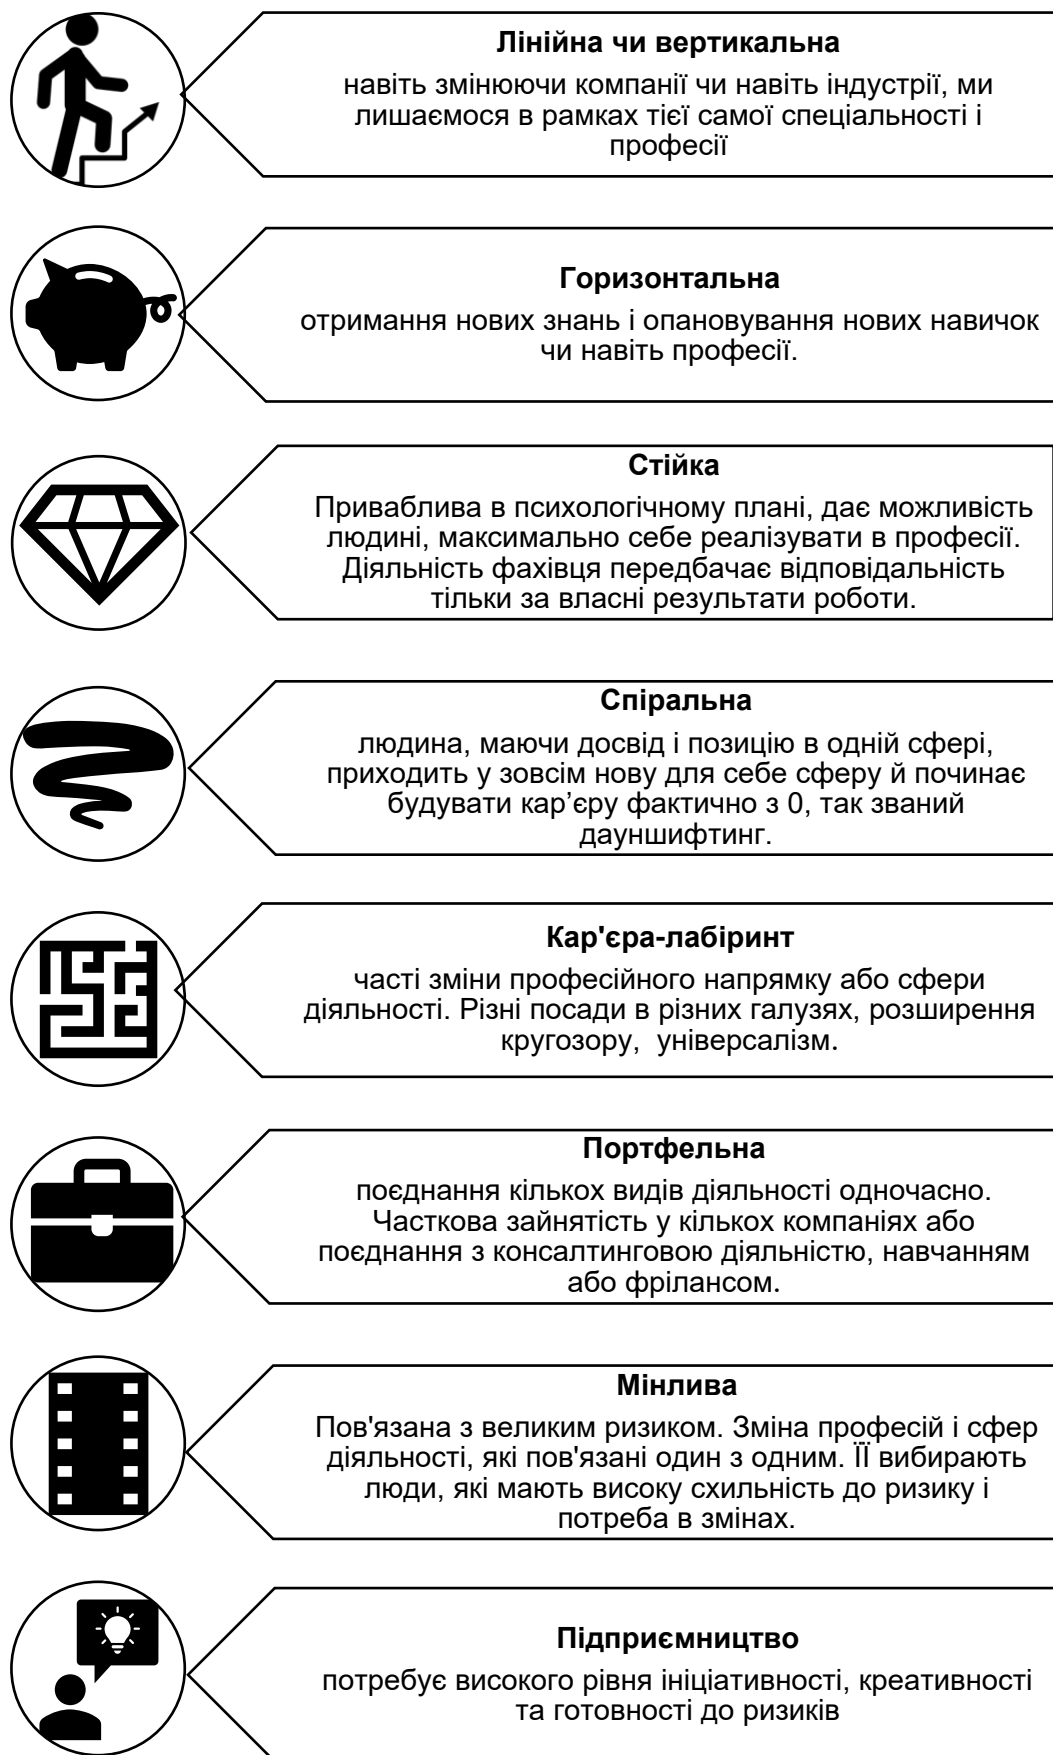 Лінійна чи вертикальна
навіть змінюючи компанії чи навіть індустрії, ми
лишаємося в рамках тієї самої спеціальності і
професії
Горизонтальна
отримання нових знань і опановування нових навичок
чи навіть професії.
Стійка
Приваблива в психологічному плані, дає можливість
людині, максимально себе реалізувати в професії.
Діяльність фахівця передбачає відповідальність
тільки за власні результати роботи.
Спіральна
людина, маючи досвід і позицію в одній сфері,
приходить у зовсім нову для себе сферу й починає
будувати кар’єру фактично з 0, так званий
дауншифтинг.
Кар'єра-лабіринт
часті зміни професійного напрямку або сфери
діяльності. Різні посади в різних галузях, розширення
кругозору,  універсалізм.
Портфельна
поєднання кількох видів діяльності одночасно.
Часткова зайнятість у кількох компаніях або
поєднання з консалтинговою діяльністю, навчанням
або фрілансом.
Мінлива
Пов'язана з великим ризиком. Зміна професій і сфер
діяльності, які пов'язані один з одним. ЇЇ вибирають
люди, які мають високу схильність до ризику і
потреба в змінах.
Підприємництво
потребує високого рівня ініціативності, креативності
та готовності до ризиків